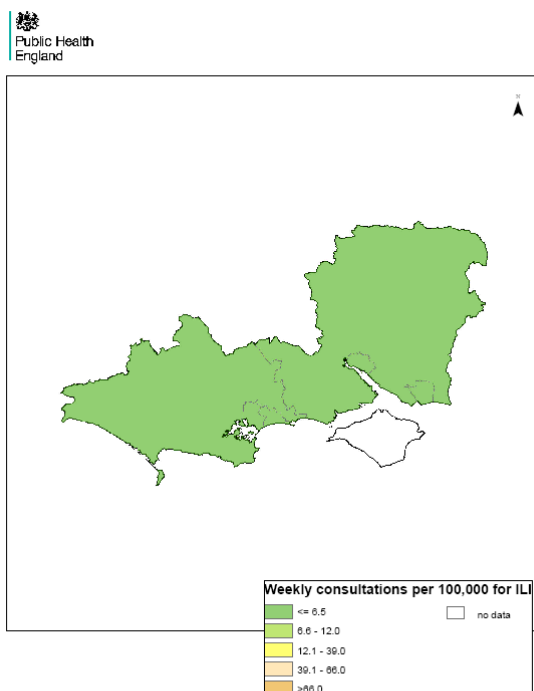 Public Health
England
N
Weekly consultations per 100,000 for ILI
<= 6.5
no data
6.6 - 12.0
12.1 - 39.0
39.1 - 66.0
>66.0